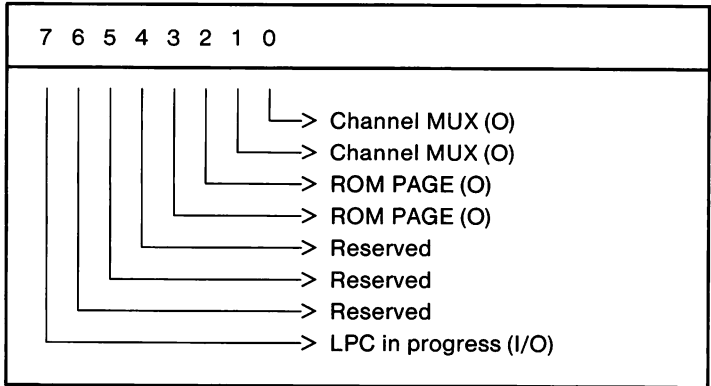 7 6 5 4 3 2 1 0
Channel MUX (O)
Channel MUX (O)
ROM PAGE (O)
ROM PAGE (O)
Reserved
Reserved
Reserved
LPC in progress (I/O)